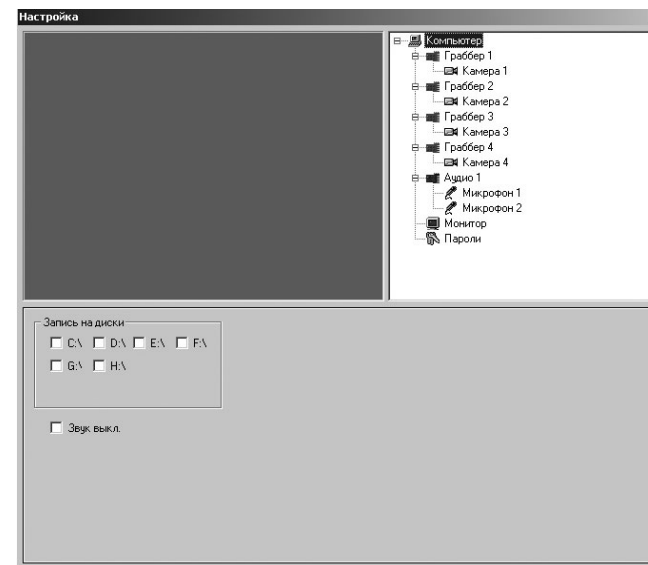 Настройка
Компьютер
Граббер 1
Камера 1
Граббер 2
Камера 2
Граббер 3
Камера 3
Граббер 4
Камера 4
Аудио 1
Микрофон 1
Микрофон 2
Монитор
Пароли
Запись на диски
C:\ D:\ E:\ F:\
G:\ H:\
Звук выкл.